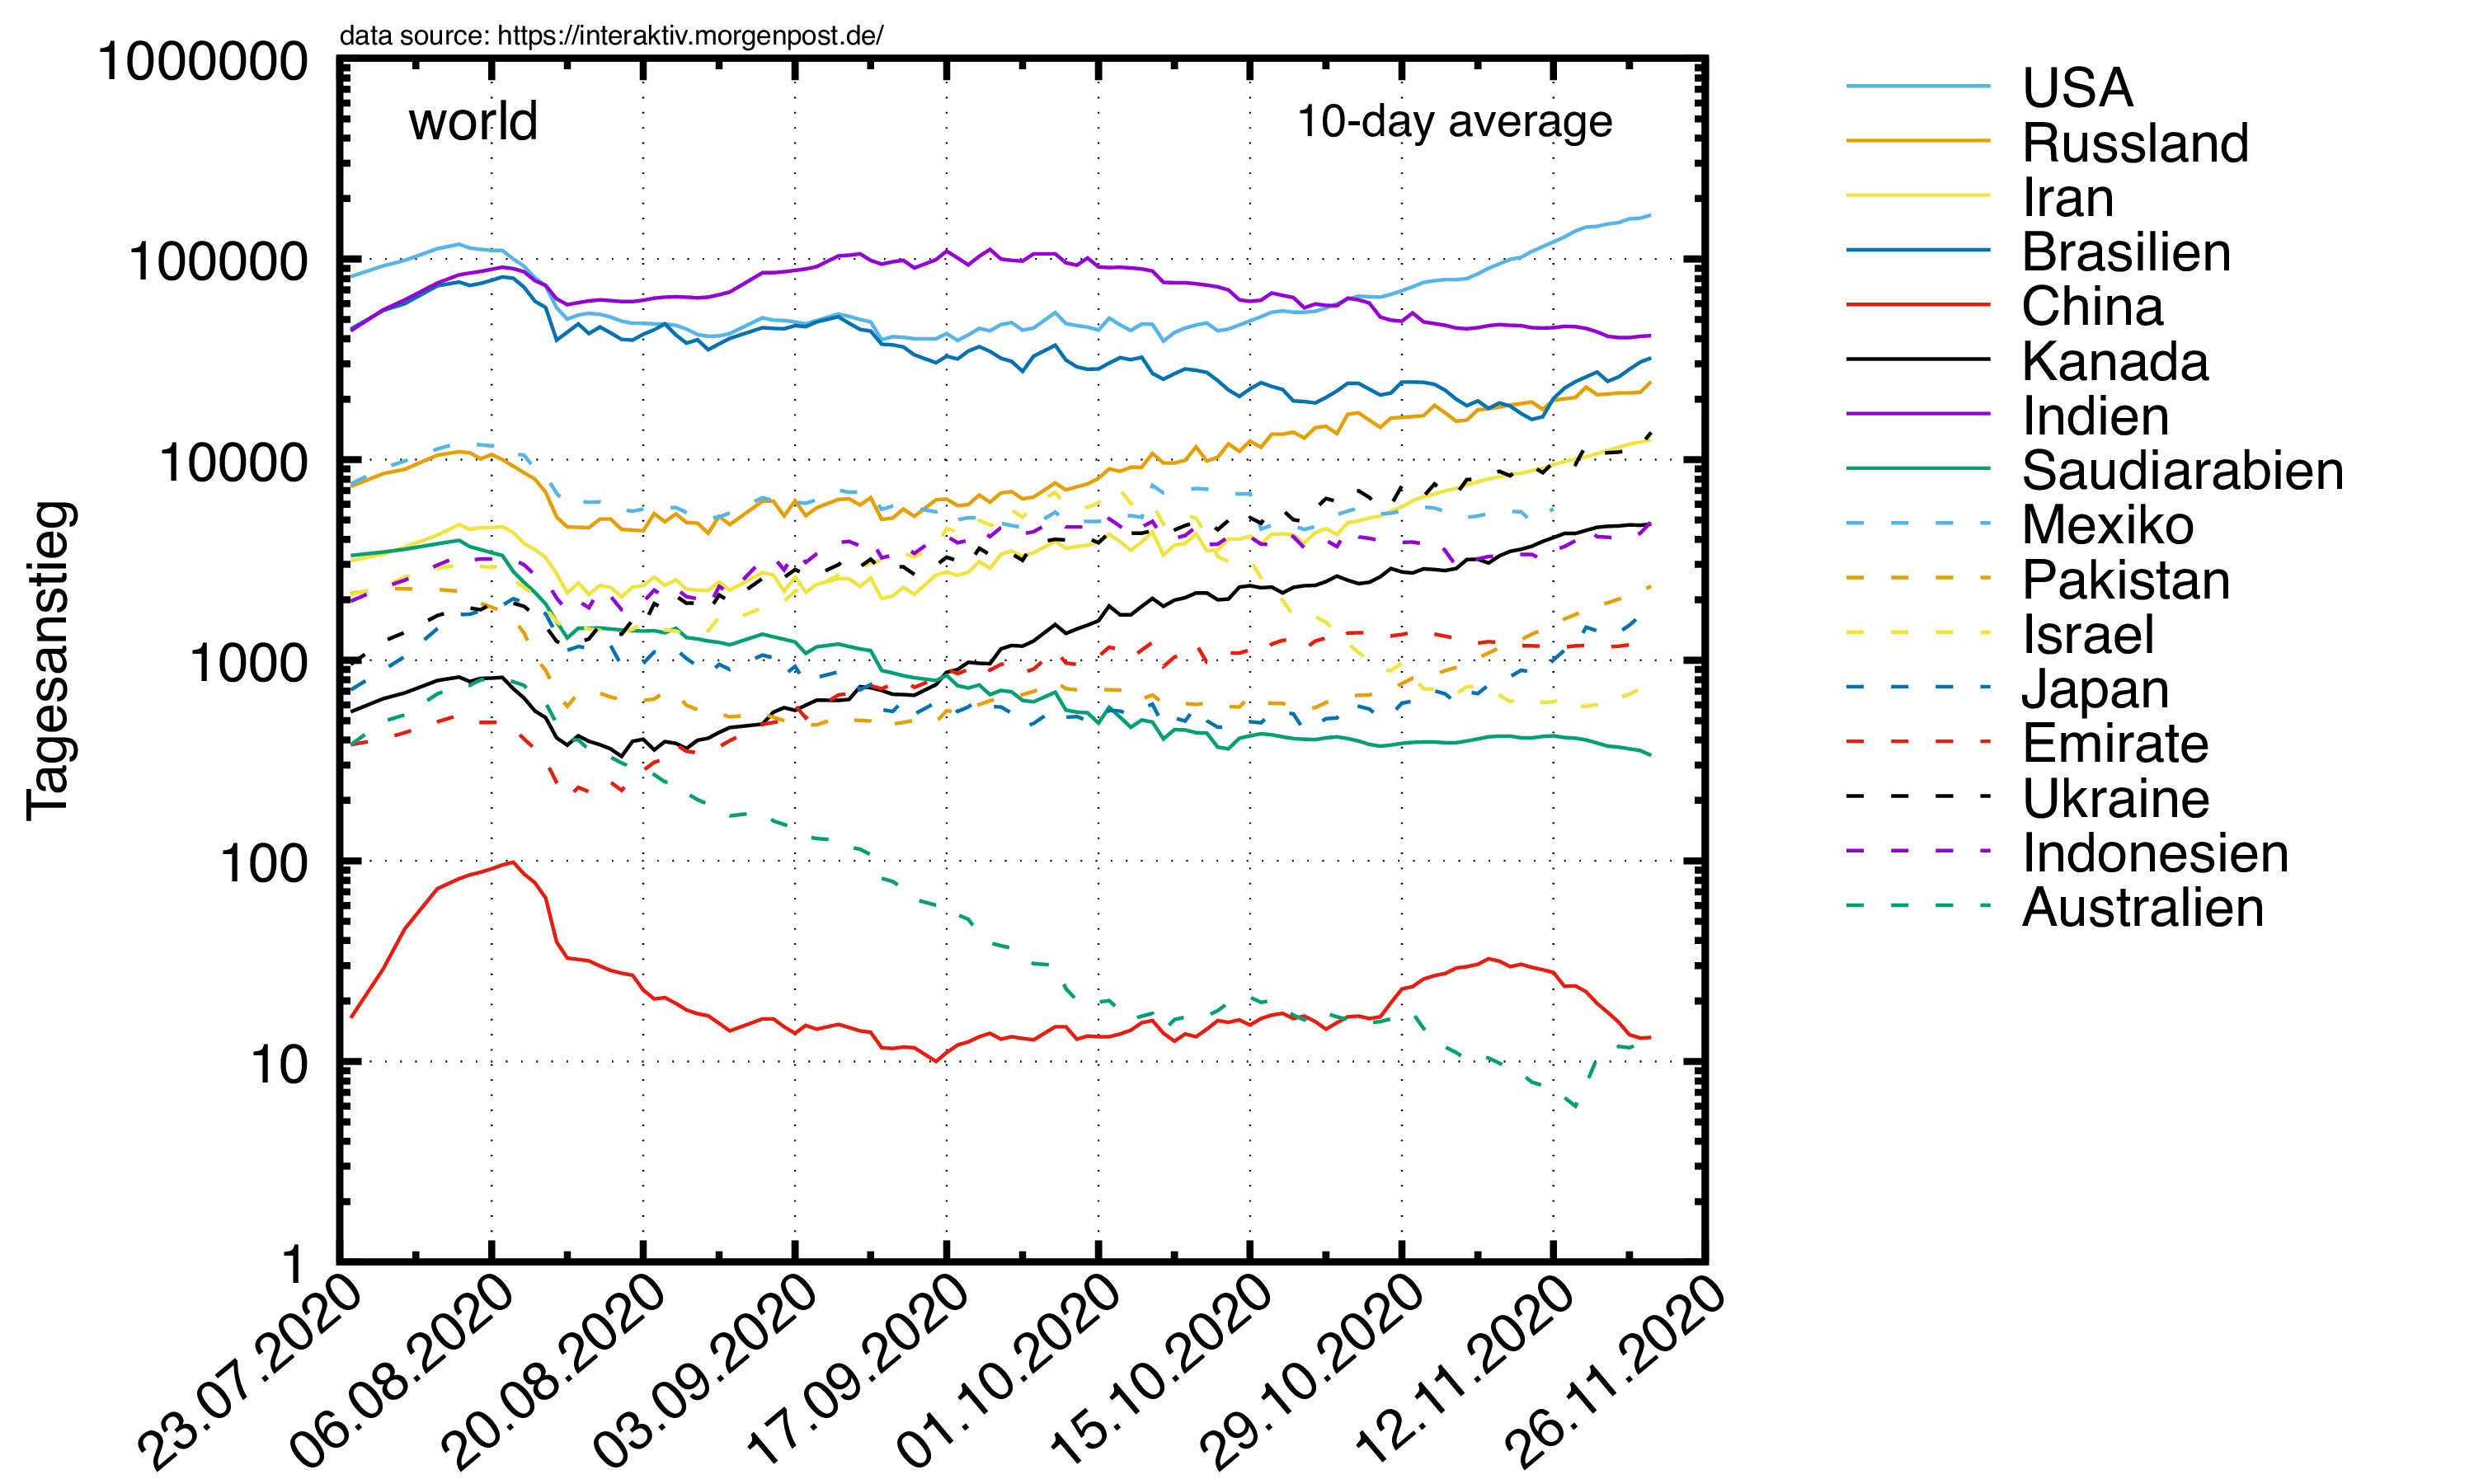 data source: https://interaktiv.morgenpost.de/
world
10-day average
Tagesanstieg
1000000
100000
10000
1000
100
10
1
23.07.2020
06.08.2020
20.08.2020
03.09.2020
17.09.2020
01.10.2020
15.10.2020
29.10.2020
12.11.2020
26.11.2020
USA
Russland
Iran
Brasilien
China
Kanada
Indien
Saudiarabien
Mexiko
Pakistan
Israel
Japan
Emirate
Ukraine
Indonesien
Australien